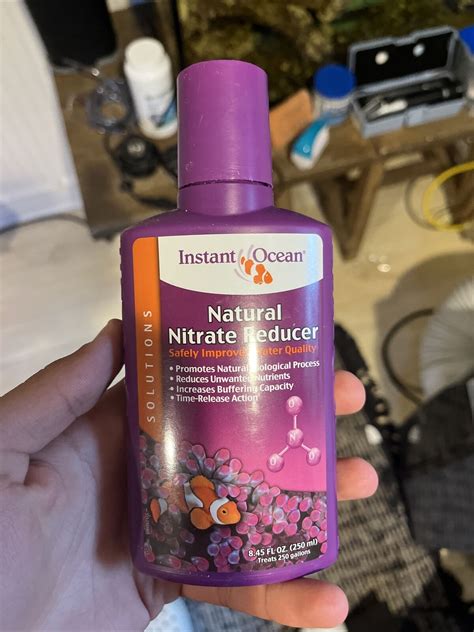 Instant Ocean®
Natural
Nitrate Reducer
Safely Improves Water Quality
• Promotes Natural Biological Process
• Reduces Unwanted Nutrients
• Increases Buffering Capacity
• Time-Release Action
SOLUTIONS
O
N
O
O
8.45 FL OZ. (250 ml)
Treats 250 gallons